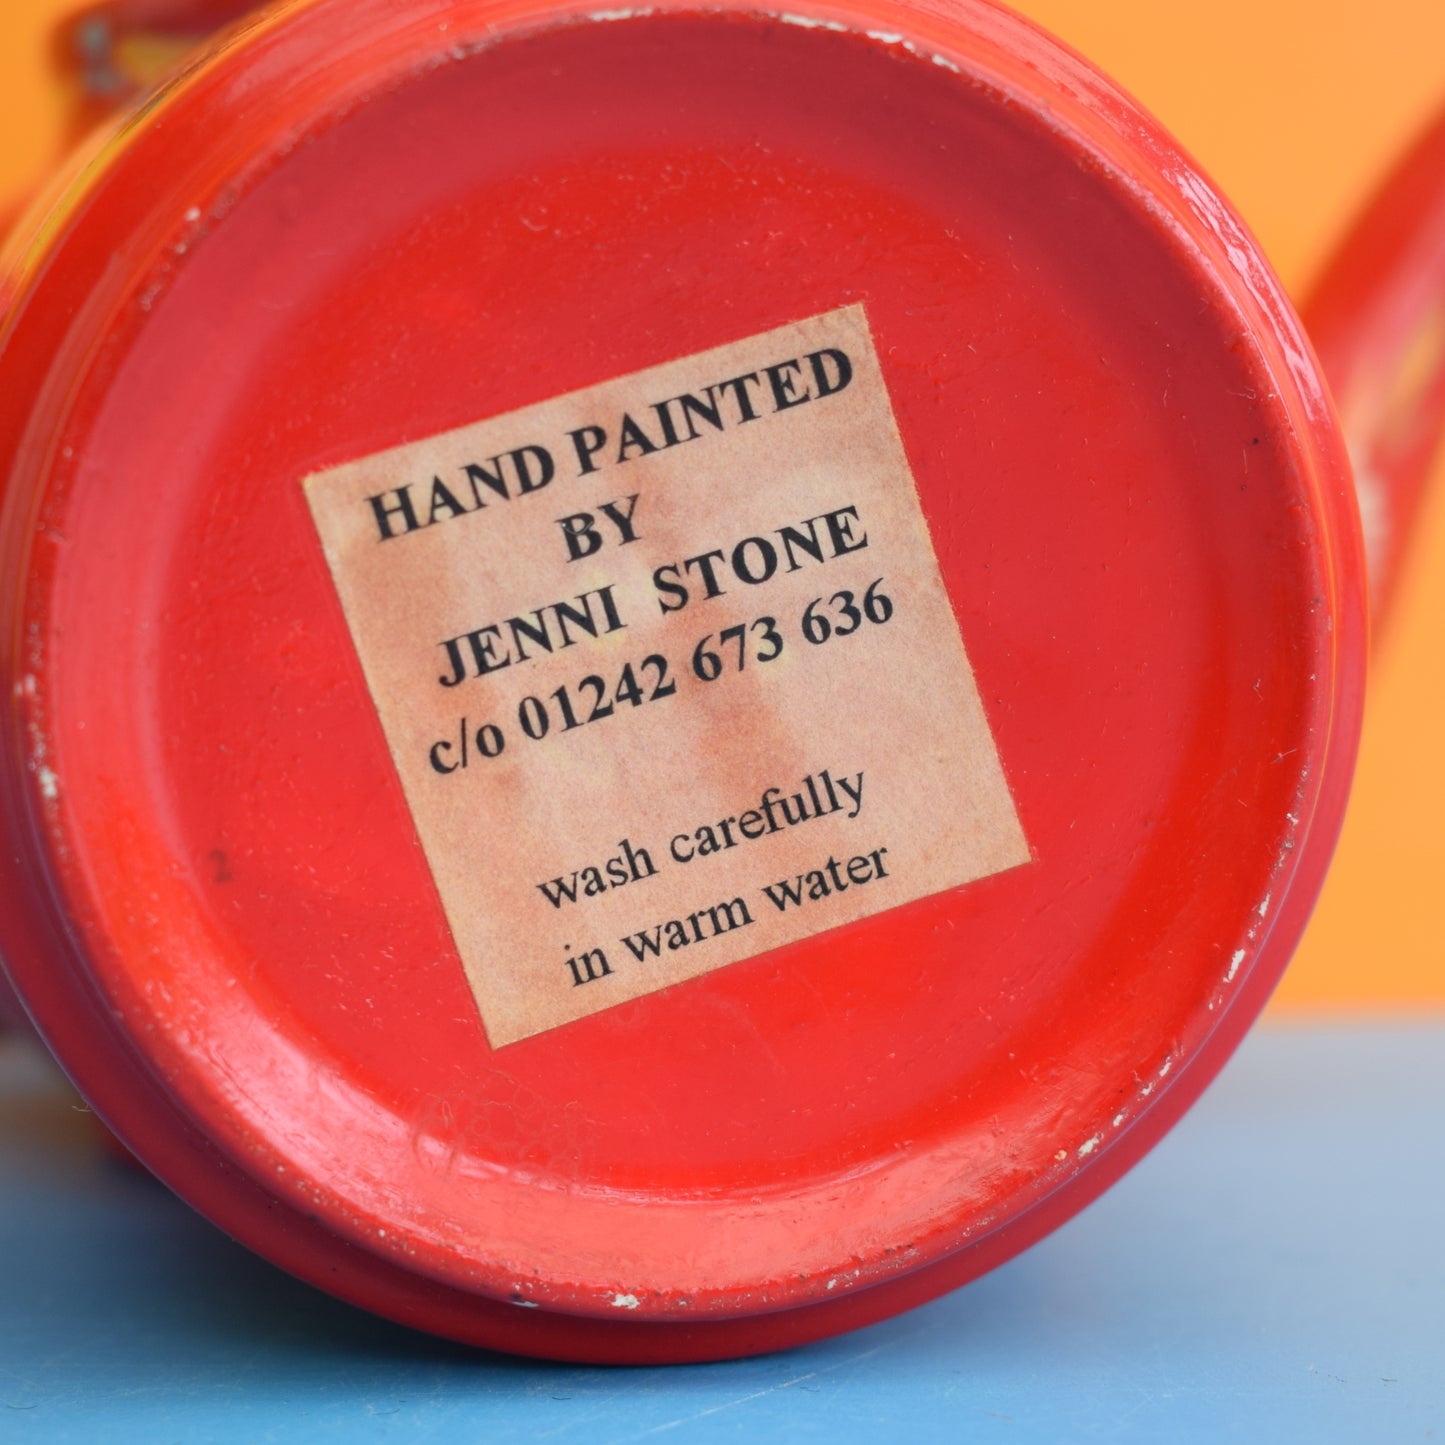 HAND PAINTED
BY
JENNI STONE
c/o 01242 673 636
wash carefully
in warm water